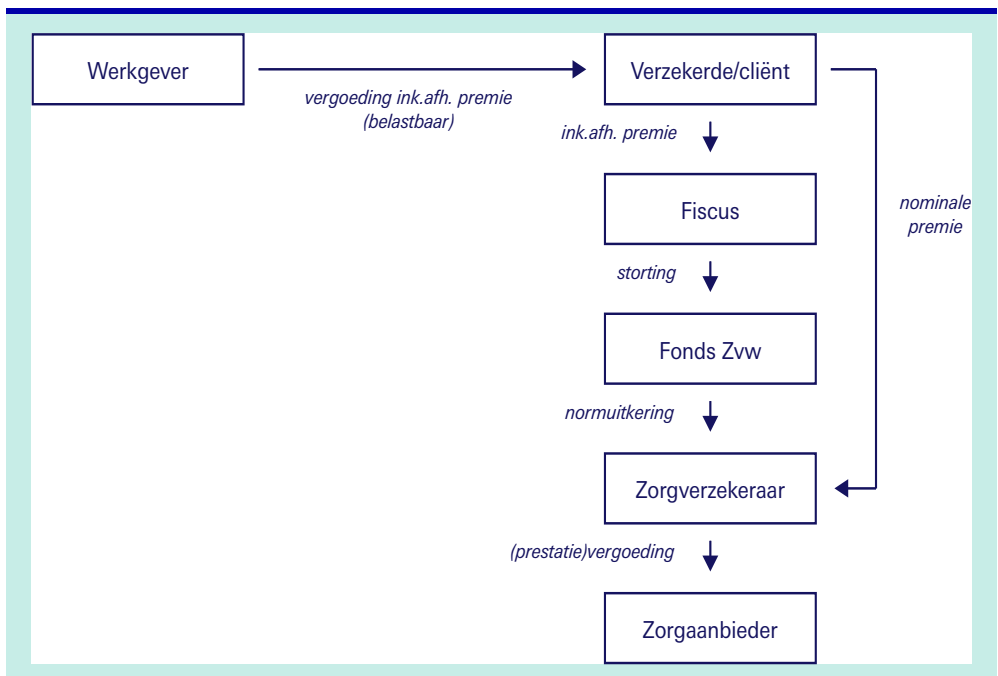 Werkgever
Verzekerde/cliënt
vergoeding ink.afh. premie
(belastbaar)
ink.afh. premie
Fiscus
nominale
premie
storting
Fonds Zvw
normuitkering
Zorgverzekeraar
(prestatie)vergoeding
Zorgaanbieder